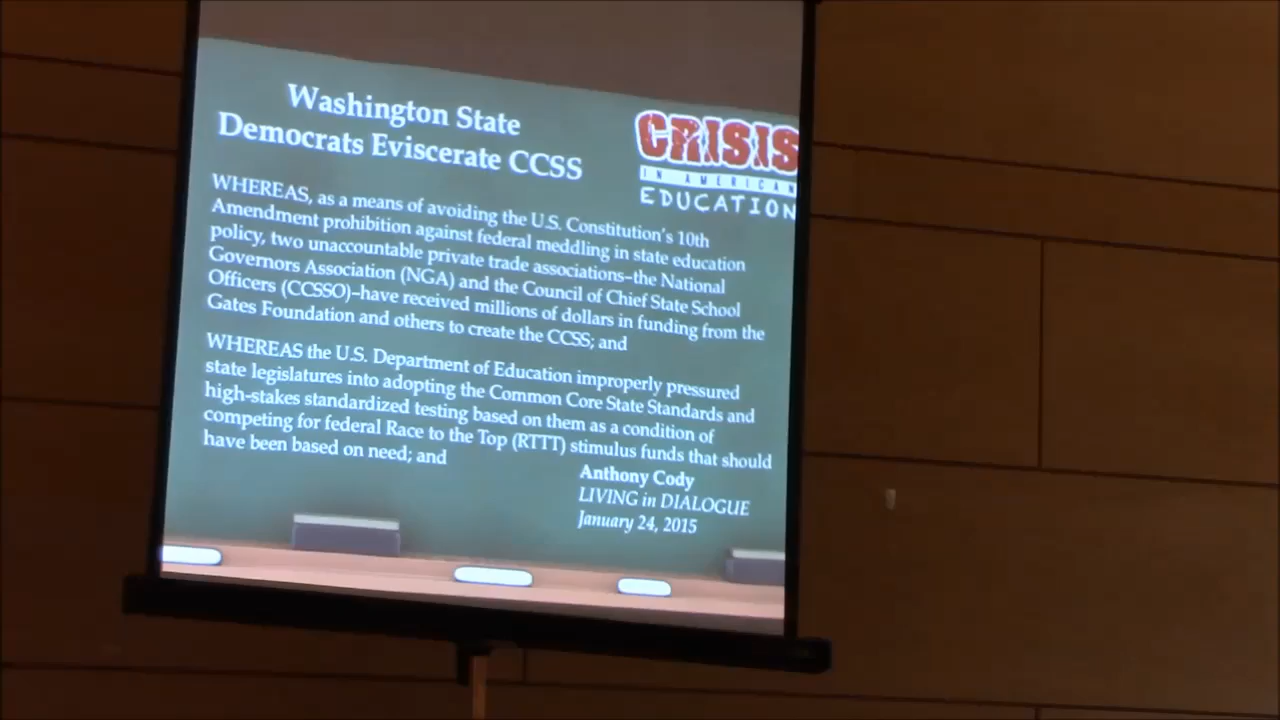 Washington State
Democrats Eviscerate CCSS
CRISIS
IN AMERICAN
EDUCATION
WHEREAS, as a means of avoiding the U.S. Constitution's 10th
Amendment prohibition against federal meddling in state education
policy, two unaccountable private trade associations–the National
Governors Association (NGA) and the Council of Chief State School
Officers (CCSSO)–have received millions of dollars in funding from the
Gates Foundation and others to create the CCSS; and
WHEREAS the U.S. Department of Education improperly pressured
state legislatures into adopting the Common Core State Standards and
high-stakes standardized testing based on them as a condition of
competing for federal Race to the Top (RTTT) stimulus funds that should
have been based on need; and
Anthony Cody
LIVING in DIALOGUE
January 24, 2015